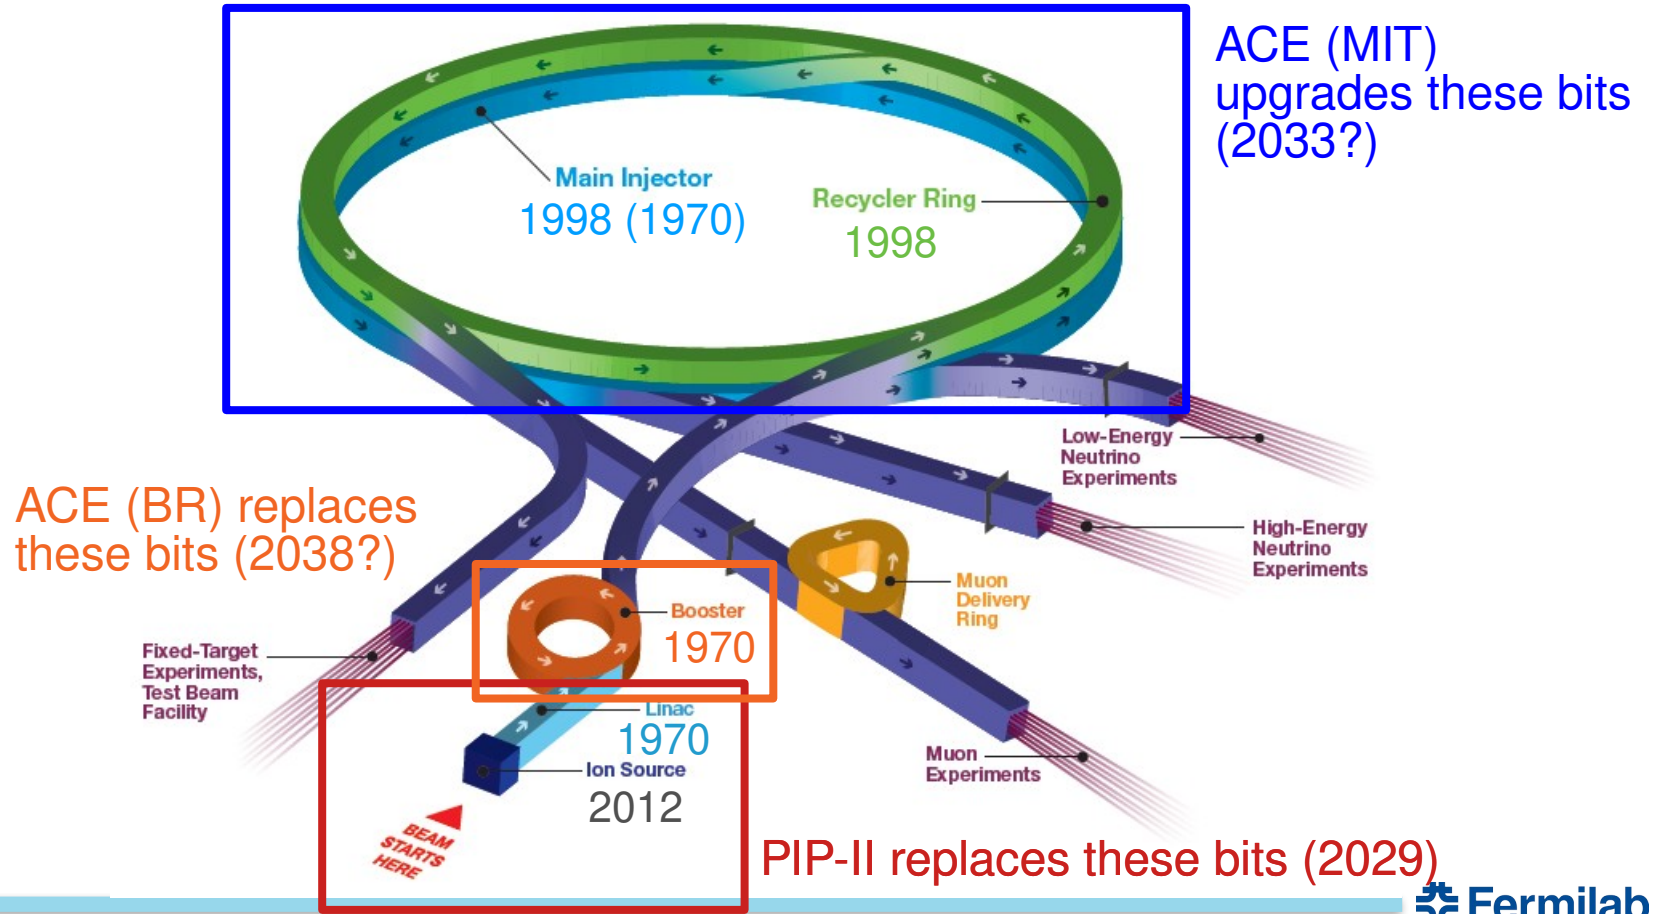 ACE (MIT)
upgrades these bits
(2033?)
Main Injector
1998 (1970)
Recycler Ring
1998
Low-Energy
Neutrino
Experiments
ACE (BR) replaces
these bits (2038?)
High-Energy
Neutrino
Experiments
Muon
Delivery
Ring
Booster
1970
Fixed-Target
Experiments,
Test Beam
Facility
Linac
1970
Ion Source
2012
Muon
Experiments
BEAM
STARTS
HERE
PIP-II replaces these bits (2029)
Fermilab